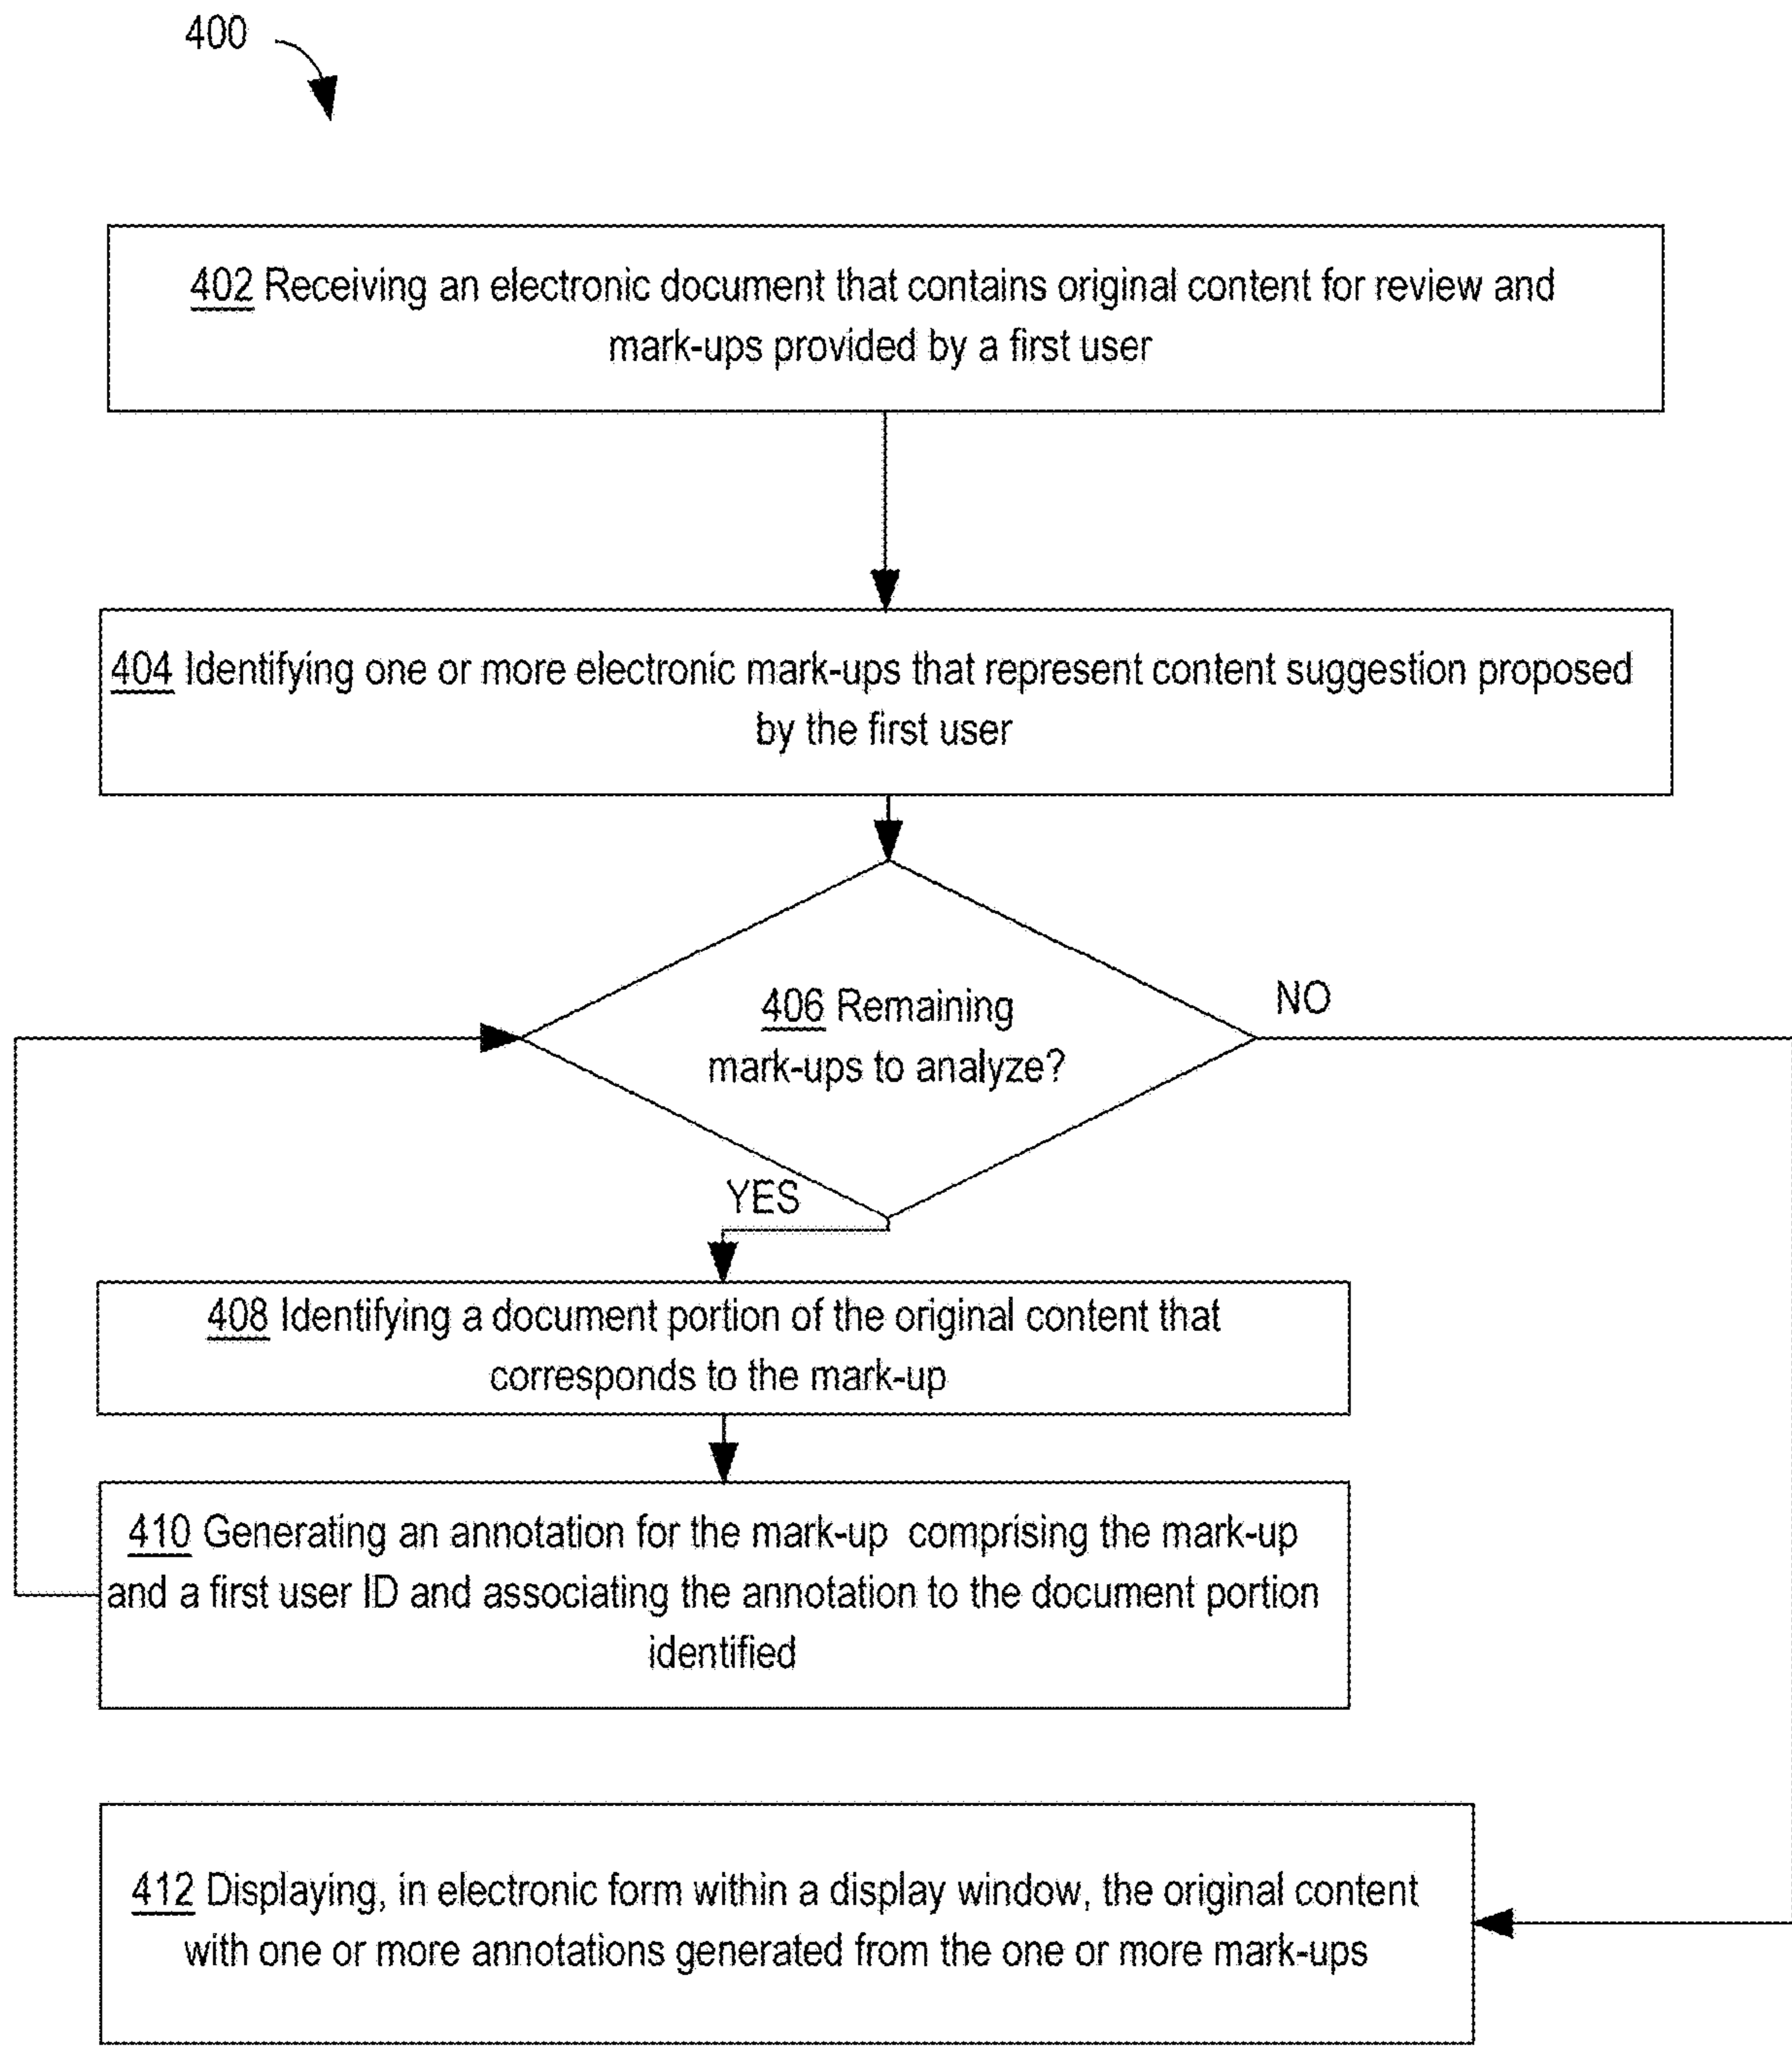 400
402 Receiving an electronic document that contains original content for review and
mark-ups provided by a first user
404 Identifying one or more electronic mark-ups that represent content suggestion proposed
by the first user
406 Remaining
mark-ups to analyze?
NO
YES
408 Identifying a document portion of the original content that
corresponds to the mark-up
410 Generating an annotation for the mark-up comprising the mark-up
and a first user ID and associating the annotation to the document portion
identified
412 Displaying, in electronic form within a display window, the original content
with one or more annotations generated from the one or more mark-ups